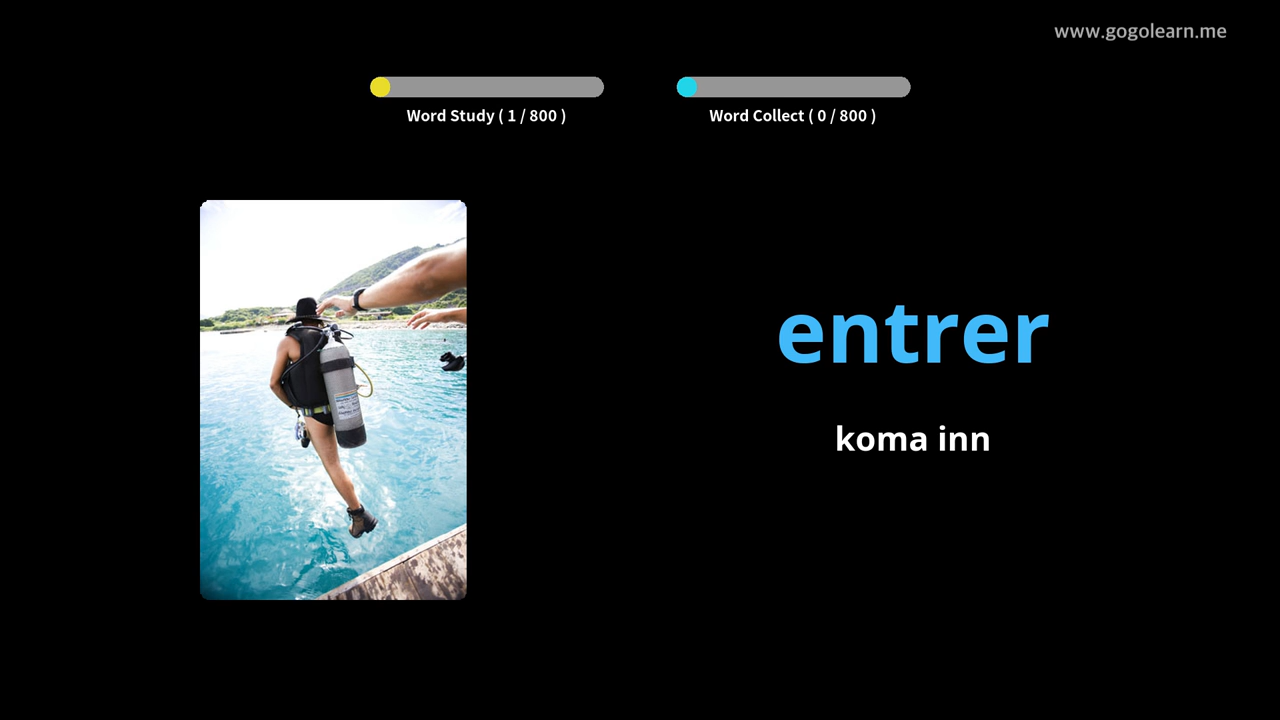 www.gogolearn.me
Word Study ( 1 / 800 )
Word Collect ( 0 / 800 )
entrer
koma inn